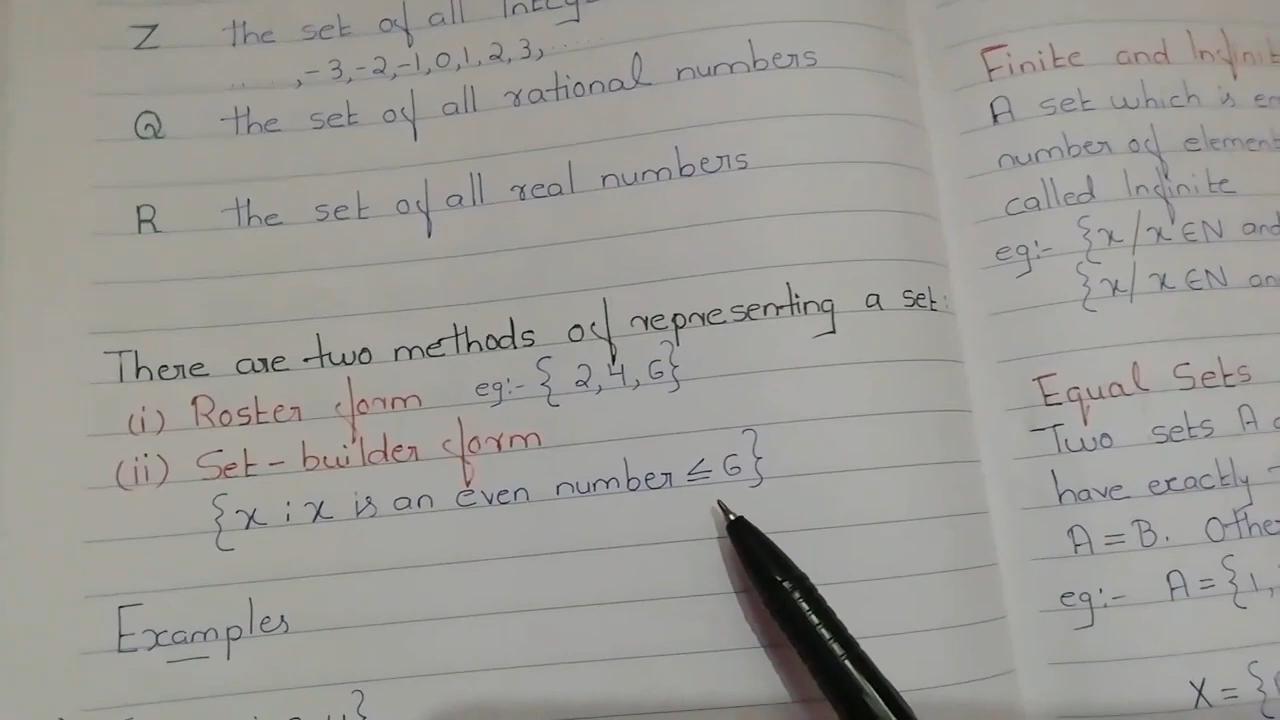 Z the set of all Integ
....., -3, -2, -1, 0, 1, 2, 3, ......
Q the set of all rational numbers
R the set of all real numbers
There are two methods of representing a set:
(i) Roster form eg:- { 2, 4, 6}
(ii) Set-builder form
{x : x is an even number ≤ 6}
Examples
Finite and Infinit
A set which is
number of element
called Infinite
eg:- {x / x ∈ N and
{x / x ∈ N an
Equal Sets
Two sets A
have exactly
A = B. Othe
eg:- A = {1,
X = {